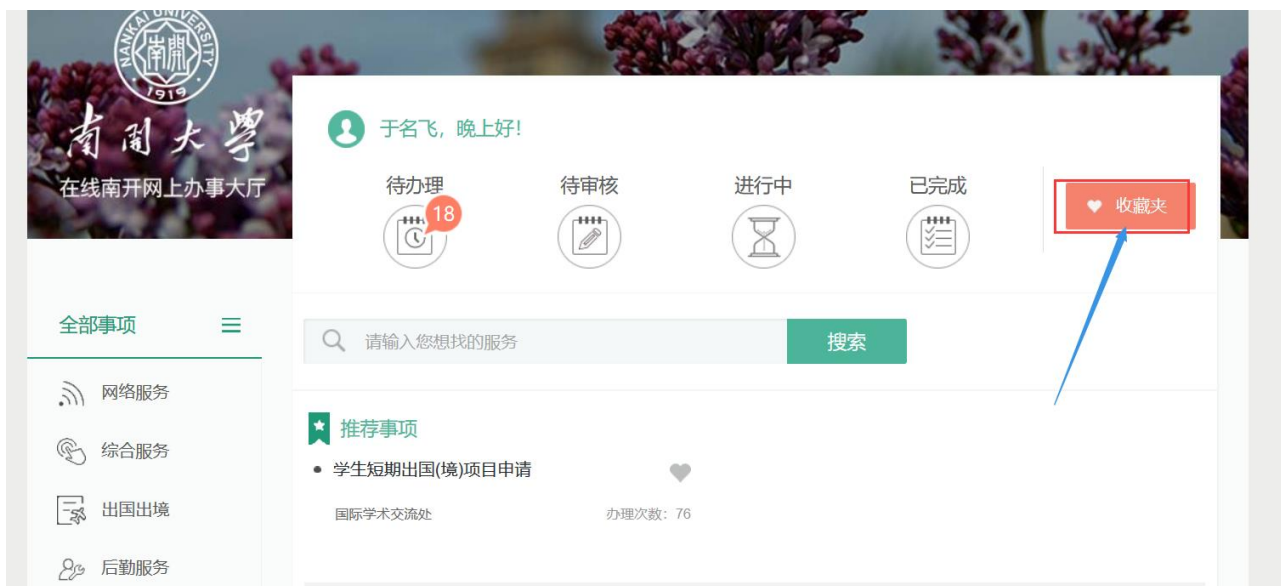 NANKAI UNIVERSITY
南開
1919
南開大學
在线南开网上办事大厅
于名飞，晚上好!
待办理 待审核 进行中 已完成
18
收藏夹
全部事项
请输入您想找的服务 搜索
网络服务
综合服务
出国出境
后勤服务
推荐事项
学生短期出国(境)项目申请
国际学术交流处 办理次数：76